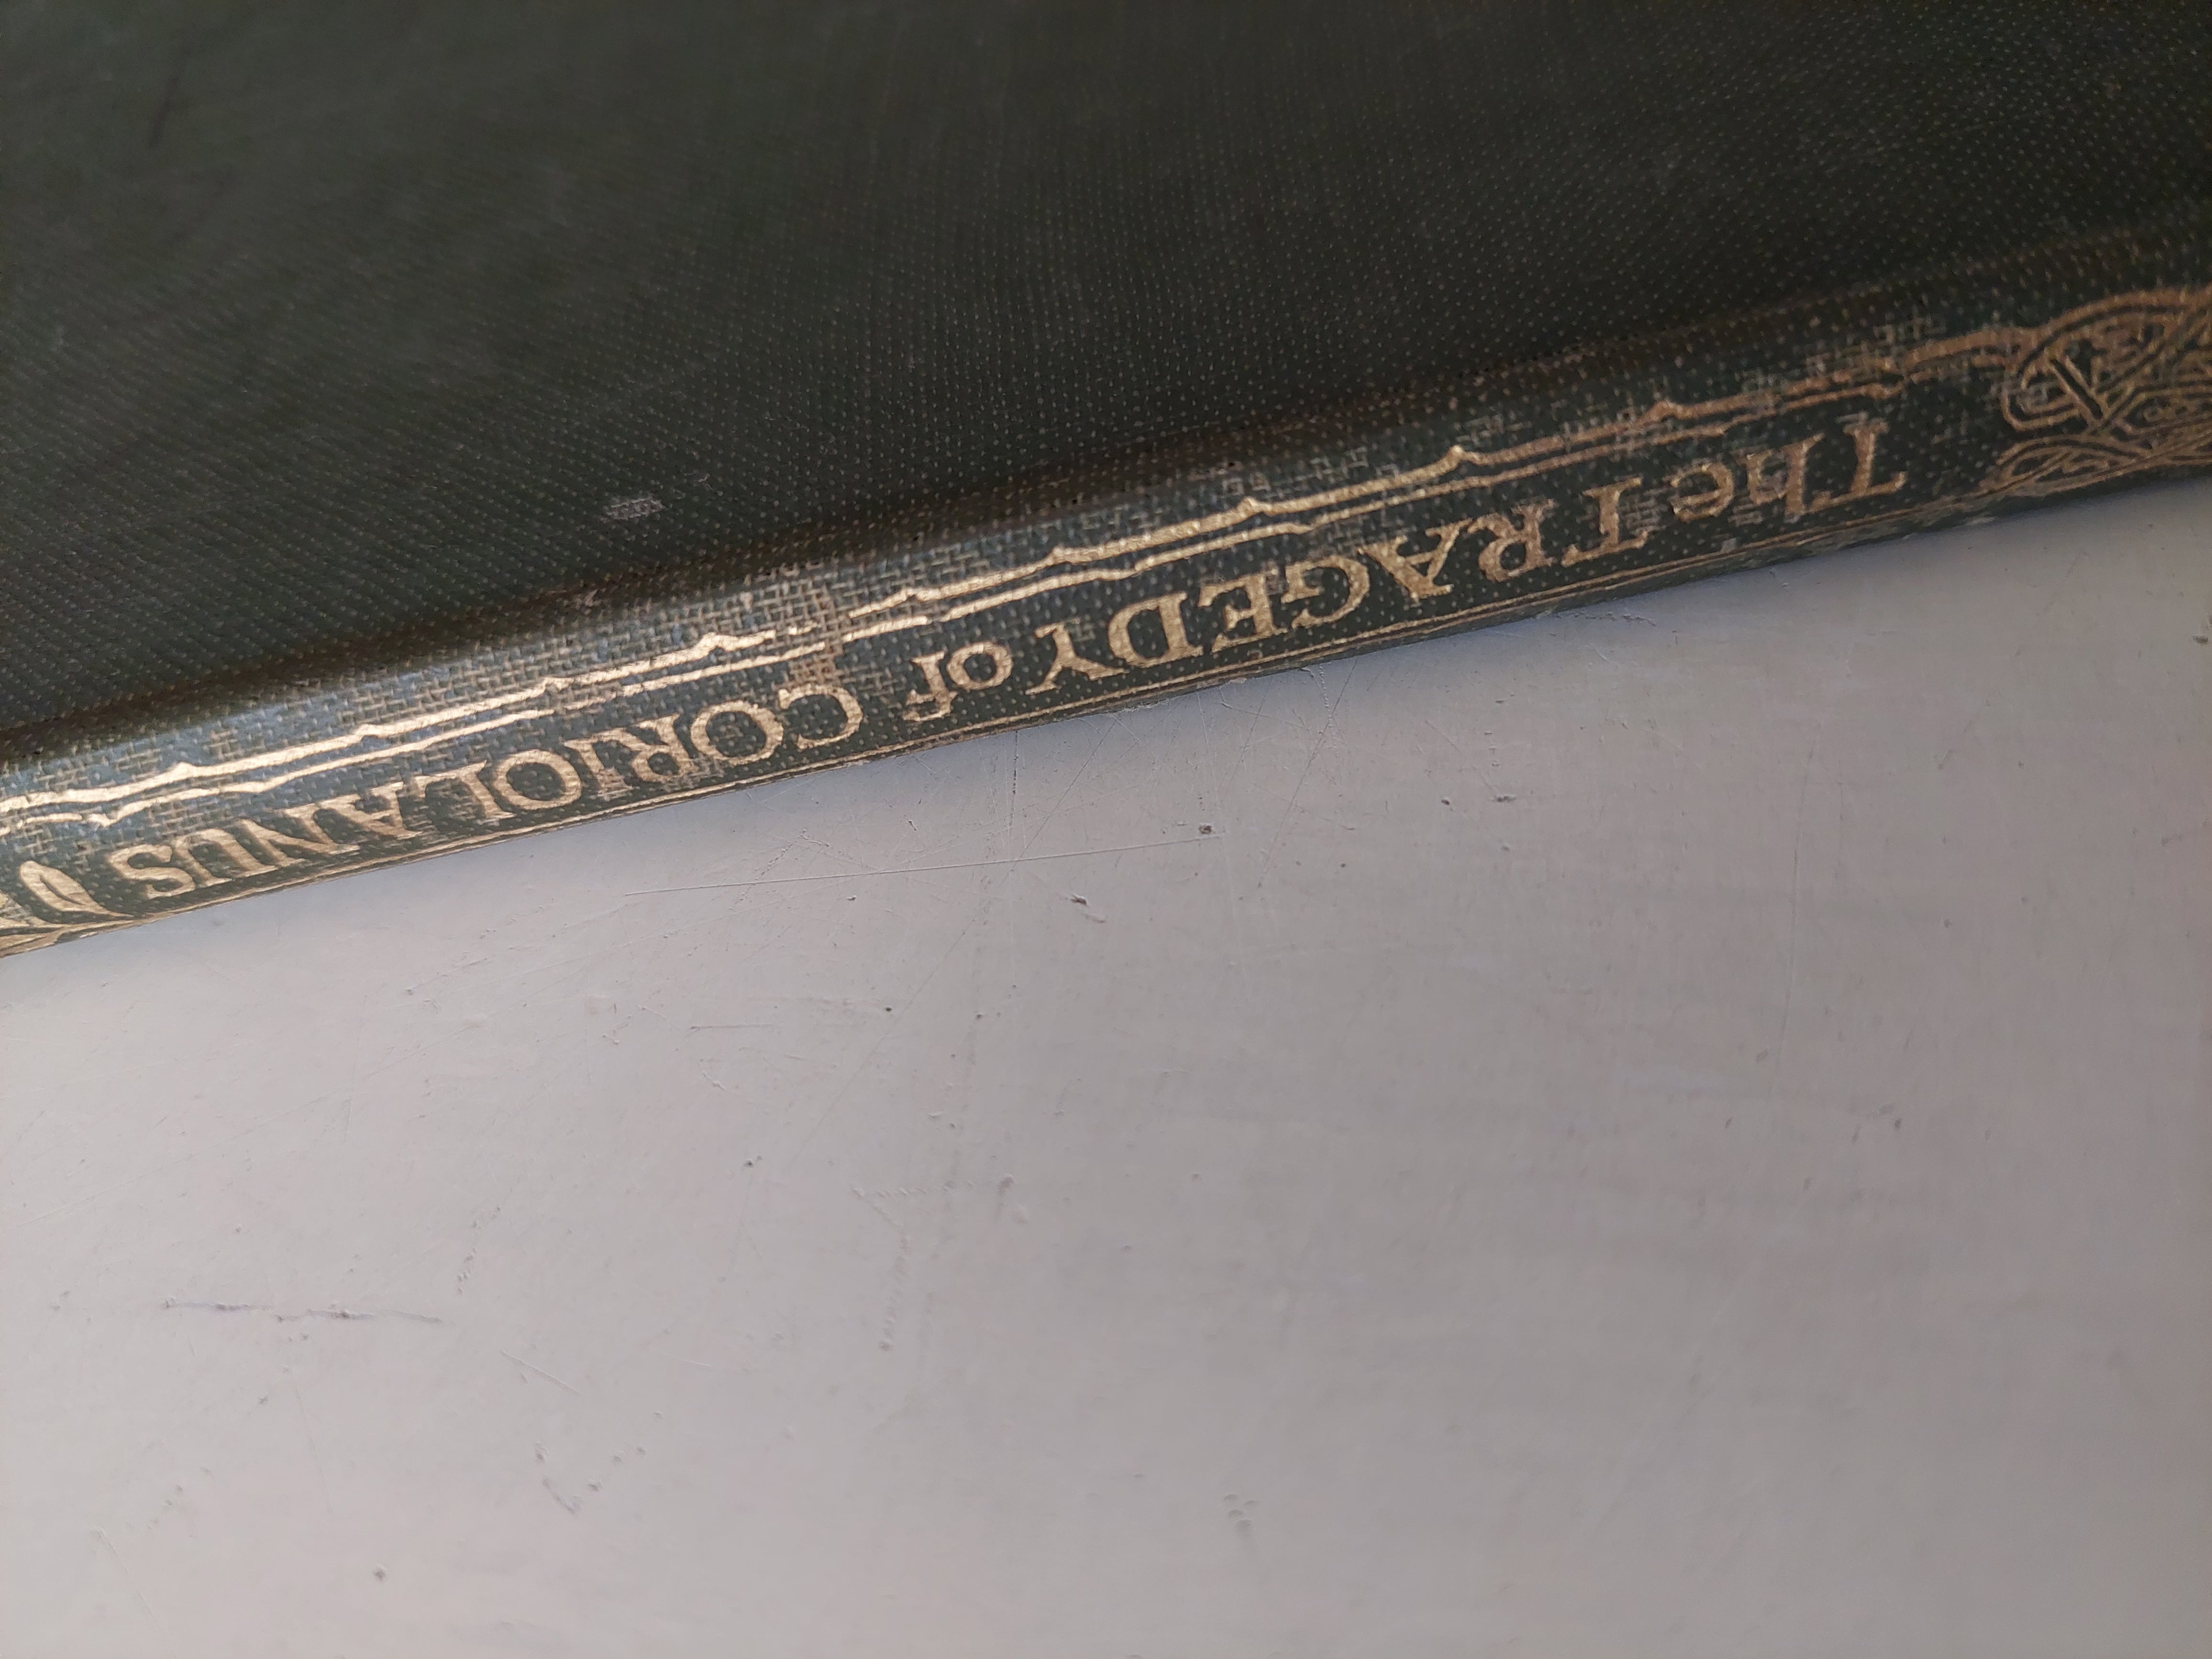 The TRAGEDY of CORIOLANUS